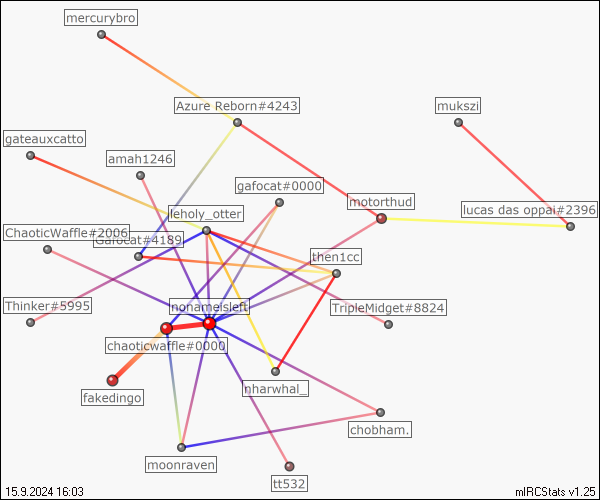 mercurybro
Azure Reborn#4243
mukszi
gateauxcatto
amah1246
gafocat#0000
motorthud
leholy_otter
lucas das oppai#2396
ChaoticWaffle#2006
Gafocat#4189
then1cc
nonameisleft
Thinker#5995
TripleMidget#8824
chaoticwaffle#0000
nharwhal_
fakedingo
chobham.
moonraven
tt532
15.9.2024 16:03
mIRCStats v1.25